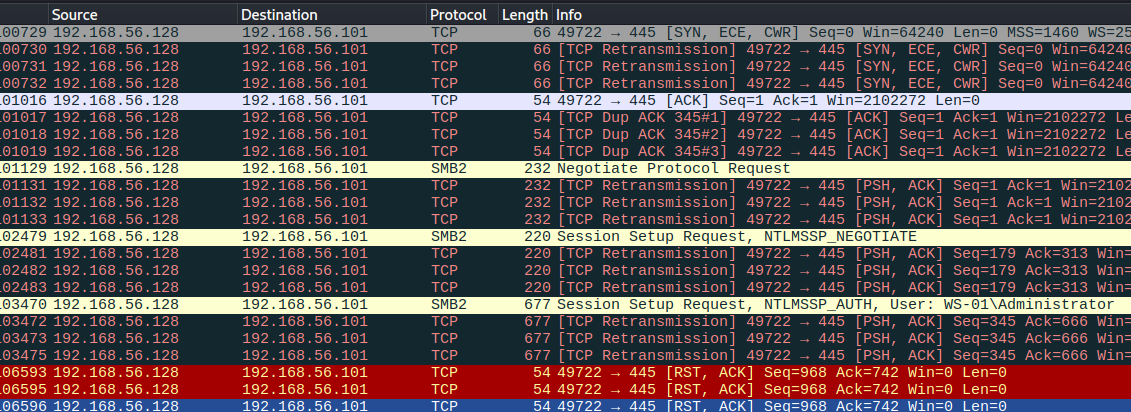 Source Destination Protocol Length Info
100729 192.168.56.128 192.168.56.101 TCP 66 49722 → 445 [SYN, ECE, CWR] Seq=0 Win=64240 Len=0 MSS=1460 WS=25
100730 192.168.56.128 192.168.56.101 TCP 66 [TCP Retransmission] 49722 → 445 [SYN, ECE, CWR] Seq=0 Win=64240
100731 192.168.56.128 192.168.56.101 TCP 66 [TCP Retransmission] 49722 → 445 [SYN, ECE, CWR] Seq=0 Win=64240
100732 192.168.56.128 192.168.56.101 TCP 66 [TCP Retransmission] 49722 → 445 [SYN, ECE, CWR] Seq=0 Win=64240
101016 192.168.56.128 192.168.56.101 TCP 54 49722 → 445 [ACK] Seq=1 Ack=1 Win=2102272 Len=0
101017 192.168.56.128 192.168.56.101 TCP 54 [TCP Dup ACK 345#1] 49722 → 445 [ACK] Seq=1 Ack=1 Win=2102272 Le
101018 192.168.56.128 192.168.56.101 TCP 54 [TCP Dup ACK 345#2] 49722 → 445 [ACK] Seq=1 Ack=1 Win=2102272 Le
101019 192.168.56.128 192.168.56.101 TCP 54 [TCP Dup ACK 345#3] 49722 → 445 [ACK] Seq=1 Ack=1 Win=2102272 Le
101129 192.168.56.128 192.168.56.101 SMB2 232 Negotiate Protocol Request
101131 192.168.56.128 192.168.56.101 TCP 232 [TCP Retransmission] 49722 → 445 [PSH, ACK] Seq=1 Ack=1 Win=2102
101132 192.168.56.128 192.168.56.101 TCP 232 [TCP Retransmission] 49722 → 445 [PSH, ACK] Seq=1 Ack=1 Win=2102
101133 192.168.56.128 192.168.56.101 TCP 232 [TCP Retransmission] 49722 → 445 [PSH, ACK] Seq=1 Ack=1 Win=2102
102479 192.168.56.128 192.168.56.101 SMB2 220 Session Setup Request, NTLMSSP_NEGOTIATE
102481 192.168.56.128 192.168.56.101 TCP 220 [TCP Retransmission] 49722 → 445 [PSH, ACK] Seq=179 Ack=313 Win=
102482 192.168.56.128 192.168.56.101 TCP 220 [TCP Retransmission] 49722 → 445 [PSH, ACK] Seq=179 Ack=313 Win=
102483 192.168.56.128 192.168.56.101 TCP 220 [TCP Retransmission] 49722 → 445 [PSH, ACK] Seq=179 Ack=313 Win=
103470 192.168.56.128 192.168.56.101 SMB2 677 Session Setup Request, NTLMSSP_AUTH, User: WS-01\Administrator
103472 192.168.56.128 192.168.56.101 TCP 677 [TCP Retransmission] 49722 → 445 [PSH, ACK] Seq=345 Ack=666 Win=
103473 192.168.56.128 192.168.56.101 TCP 677 [TCP Retransmission] 49722 → 445 [PSH, ACK] Seq=345 Ack=666 Win=
103475 192.168.56.128 192.168.56.101 TCP 677 [TCP Retransmission] 49722 → 445 [PSH, ACK] Seq=345 Ack=666 Win=
106593 192.168.56.128 192.168.56.101 TCP 54 49722 → 445 [RST, ACK] Seq=968 Ack=742 Win=0 Len=0
106595 192.168.56.128 192.168.56.101 TCP 54 49722 → 445 [RST, ACK] Seq=968 Ack=742 Win=0 Len=0
106596 192.168.56.128 192.168.56.101 TCP 54 49722 → 445 [RST, ACK] Seq=968 Ack=742 Win=0 Len=0